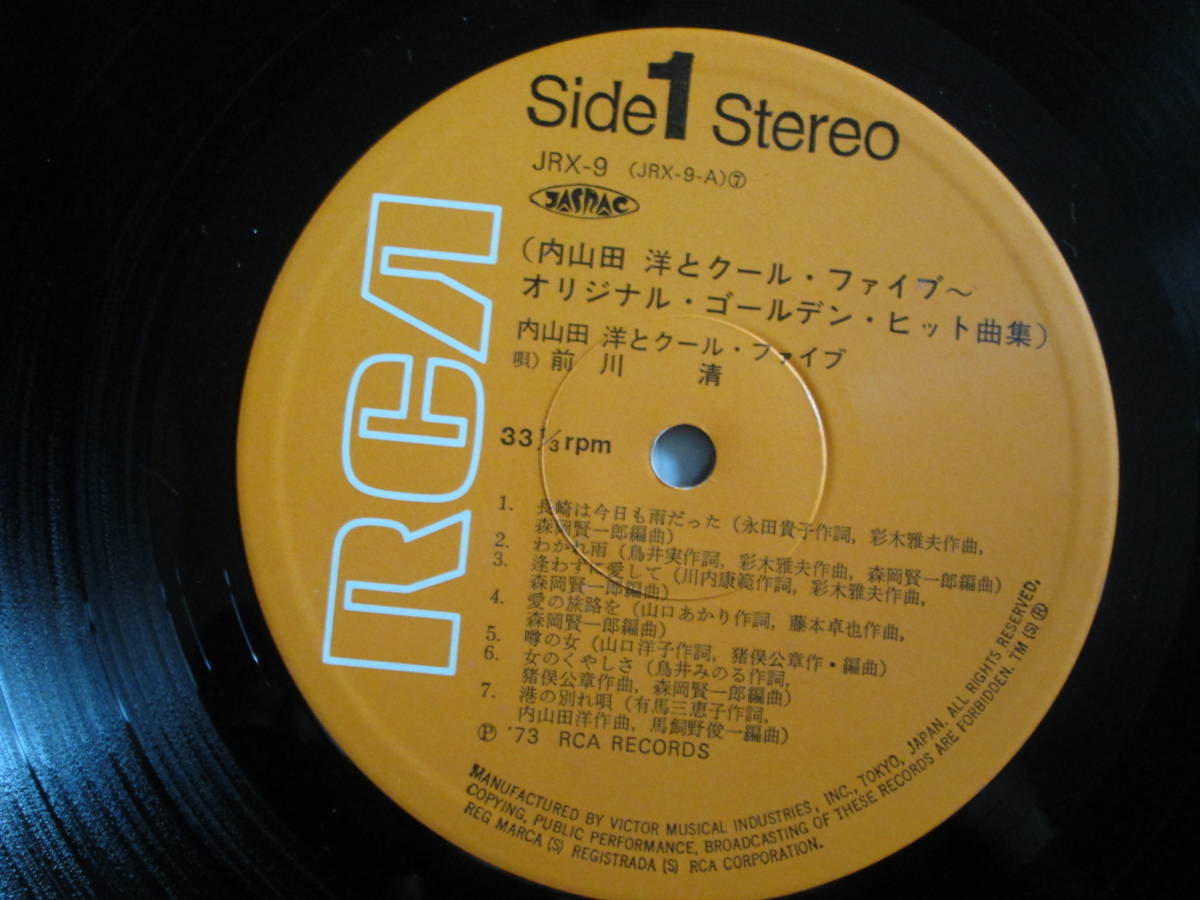 Side 1 Stereo
JRX-9 (JRX-9-A)⑦
JASRAC
(内山田 洋とクール・ファイブ～
オリジナル・ゴールデン・ヒット曲集)
内山田 洋とクール・ファイブ
唄) 前川 清
33 1/3 rpm
RCA
1. 長崎は今日も雨だった (永田貴子作詞, 彩木雅夫作曲,
森岡賢一郎編曲)
2. わかれ雨 (鳥井実作詞, 彩木雅夫作曲, 森岡賢一郎編曲)
3. 逢わずに愛して (川内康範作詞, 彩木雅夫作曲,
森岡賢一郎編曲)
4. 愛の旅路を (山口あかり作詞, 藤本卓也作曲,
森岡賢一郎編曲)
5. 噂の女 (山口洋子作詞, 猪俣公章作・編曲)
6. 女のくやしさ (鳥井みのる作詞,
猪俣公章作曲, 森岡賢一郎編曲)
7. 港の別れ唄 (有馬三恵子作詞,
内山田洋作曲, 馬飼野俊一編曲)
Ⓟ '73 RCA RECORDS
MANUFACTURED BY VICTOR MUSICAL INDUSTRIES, INC., TOKYO, JAPAN. ALL RIGHTS RESERVED.
COPYING, PUBLIC PERFORMANCE, BROADCASTING OF THESE RECORDS ARE FORBIDDEN. TM (S) ®
REG MARCA (S) REGISTRADA (S) RCA CORPORATION.